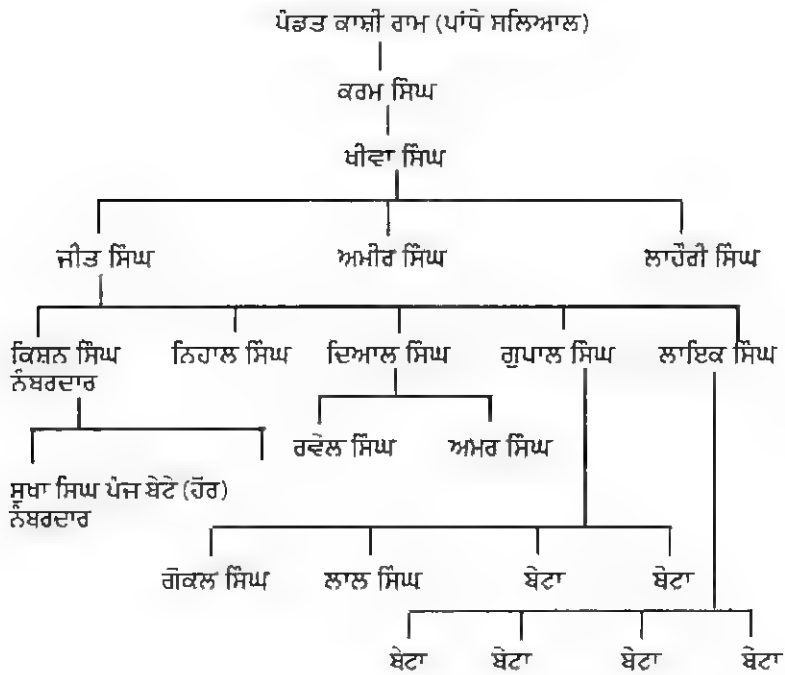 ਪੰਡਤ ਕਾਸ਼ੀ ਰਾਮ (ਪਾਂਧੇ ਸਲਿਆਲ)
ਕਰਮ ਸਿੰਘ
ਖੀਵਾ ਸਿੰਘ
ਜੀਤ ਸਿੰਘ ਅਮੀਰ ਸਿੰਘ ਲਾਹੌਰੀ ਸਿੰਘ
ਕਿਸ਼ਨ ਸਿੰਘ ਨਿਹਾਲ ਸਿੰਘ ਦਿਆਲ ਸਿੰਘ ਗੁਪਾਲ ਸਿੰਘ ਲਾਇਕ ਸਿੰਘ
ਨੰਬਰਦਾਰ
ਰਵੇਲ ਸਿੰਘ ਅਮਰ ਸਿੰਘ
ਸੁਖਾ ਸਿਘ ਪੰਜ ਬੇਟੇ (ਹੋਰ)
ਨੰਬਰਦਾਰ
ਗੋਕਲ ਸਿੰਘ ਲਾਲ ਸਿੰਘ ਬੇਟਾ ਬੇਟਾ
ਬੇਟਾ ਬੇਟਾ ਬੇਟਾ ਬੇਟਾ